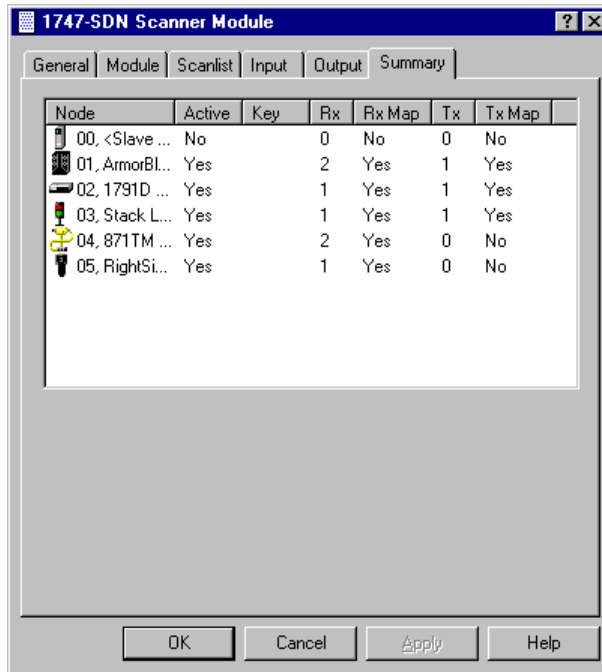 1747-SDN Scanner Module
General Module Scanlist Input Output Summary
Node Active Key Rx Rx Map Tx Tx Map
00, <Slave ... No 0 No 0 No
01, ArmorBl... Yes 2 Yes 1 Yes
02, 1791D ... Yes 1 Yes 1 Yes
03, Stack L... Yes 1 Yes 1 Yes
04, 871TM ... Yes 2 Yes 0 No
05, RightSi... Yes 1 Yes 0 No
OK Cancel Apply Help